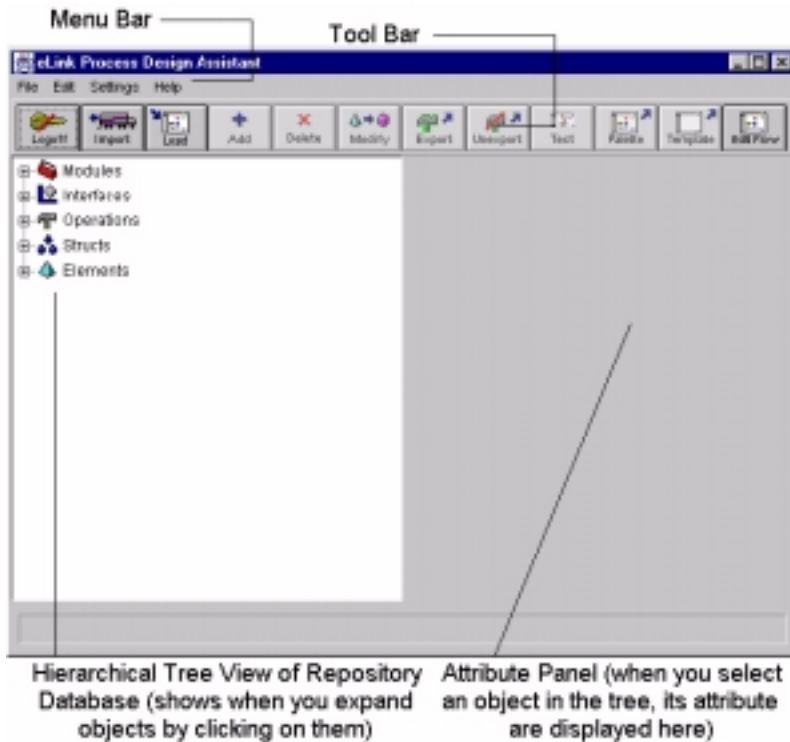 Menu Bar
Tool Bar
eLink Process Design Assistant
File Edit Settings Help
Logoff Import Load Add Delete Modify Export Unexport Test Palette Template Bldflow
Modules
Interfaces
Operations
Structs
Elements
Hierarchical Tree View of Repository
Database (shows when you expand
objects by clicking on them)
Attribute Panel (when you select
an object in the tree, its attribute
are displayed here)